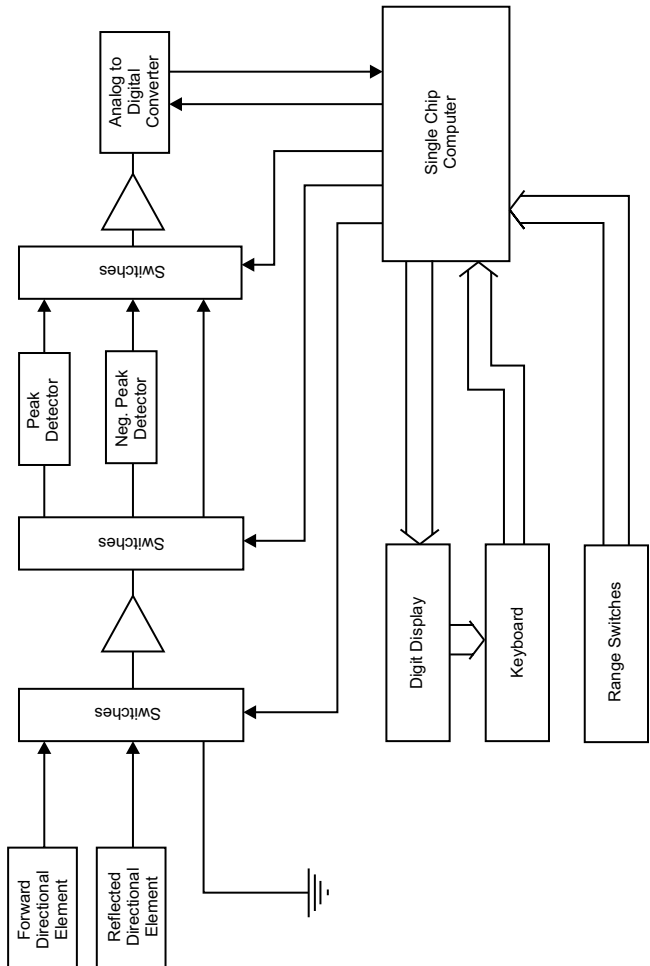 Forward
Directional
Element
Reflected
Directional
Element
Switches
Switches
Peak
Detector
Neg. Peak
Detector
Switches
Analog to
Digital
Converter
Single Chip
Computer
Digit Display
Keyboard
Range Switches